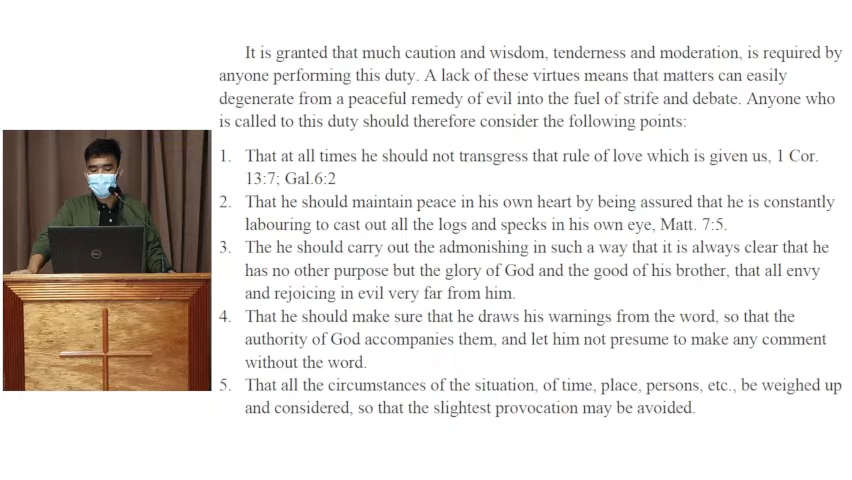 It is granted that much caution and wisdom, tenderness and moderation, is required by
anyone performing this duty. A lack of these virtues means that matters can easily
degenerate from a peaceful remedy of evil into the fuel of strife and debate. Anyone who
is called to this duty should therefore consider the following points:
1. That at all times he should not transgress that rule of love which is given us, 1 Cor.
13:7; Gal.6:2
2. That he should maintain peace in his own heart by being assured that he is constantly
labouring to cast out all the logs and specks in his own eye, Matt. 7:5.
3. The he should carry out the admonishing in such a way that it is always clear that he
has no other purpose but the glory of God and the good of his brother, that all envy
and rejoicing in evil very far from him.
4. That he should make sure that he draws his warnings from the word, so that the
authority of God accompanies them, and let him not presume to make any comment
without the word.
5. That all the circumstances of the situation, of time, place, persons, etc., be weighed up
and considered, so that the slightest provocation may be avoided.